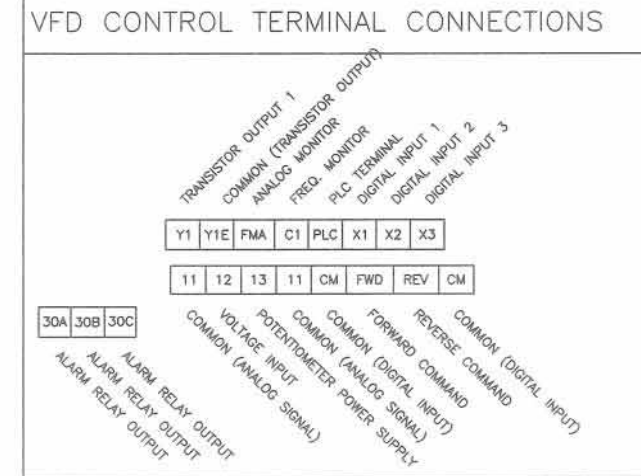 VFD CONTROL TERMINAL CONNECTIONS
TRANSISTOR OUTPUT 1
COMMON (TRANSISTOR OUTPUT)
ANALOG MONITOR
FREQ. MONITOR
PLC TERMINAL
DIGITAL INPUT 1
DIGITAL INPUT 2
DIGITAL INPUT 3
Y1 Y1E FMA C1 PLC X1 X2 X3
11 12 13 11 CM FWD REV CM
30A 30B 30C
COMMON (ANALOG SIGNAL)
VOLTAGE INPUT
POTENTIOMETER POWER SUPPLY
COMMON (ANALOG SIGNAL)
COMMON (DIGITAL INPUT)
FORWARD COMMAND
REVERSE COMMAND
COMMON (DIGITAL INPUT)
ALARM RELAY OUTPUT
ALARM RELAY OUTPUT
ALARM RELAY OUTPUT